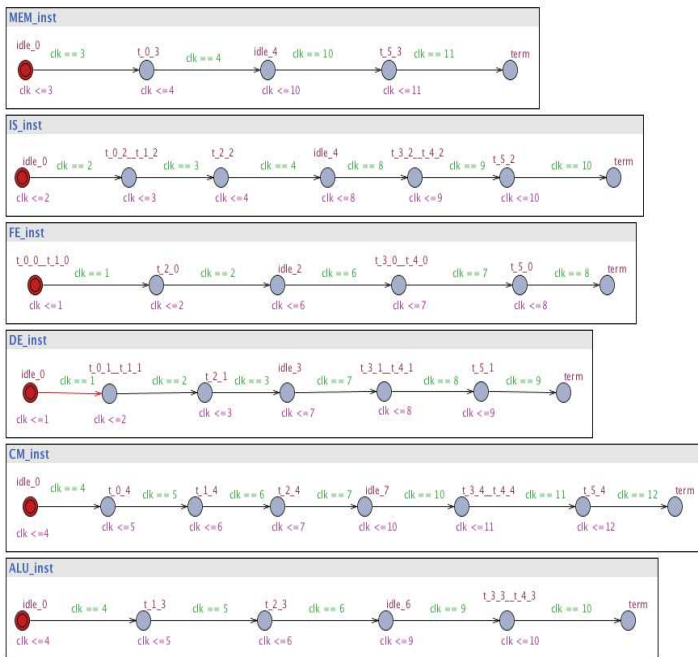 MEM_inst
idle_0 clk == 3 t_0_3 clk == 4 idle_4 clk == 10 t_5_3 clk == 11 term
clk <=3 clk <=4 clk <=10 clk <=11
IS_inst
idle_0 clk == 2 t_0_2__t_1_2 clk == 3 t_2_2 clk == 4 idle_4 clk == 8 t_3_2__t_4_2 clk == 9 t_5_2 clk == 10 term
clk <=2 clk <=3 clk <=4 clk <=8 clk <=9 clk <=10
FE_inst
t_0_0__t_1_0 clk == 1 t_2_0 clk == 2 idle_2 clk == 6 t_3_0__t_4_0 clk == 7 t_5_0 clk == 8 term
clk <=1 clk <=2 clk <=6 clk <=7 clk <=8
DE_inst
idle_0 clk == 1 t_0_1__t_1_1 clk == 2 t_2_1 clk == 3 idle_3 clk == 7 t_3_1__t_4_1 clk == 8 t_5_1 clk == 9 term
clk <=1 clk <=2 clk <=3 clk <=7 clk <=8 clk <=9
CM_inst
idle_0 clk == 4 t_0_4 clk == 5 t_1_4 clk == 6 t_2_4 clk == 7 idle_7 clk == 10 t_3_4__t_4_4 clk == 11 t_5_4 clk == 12 term
clk <=4 clk <=5 clk <=6 clk <=7 clk <=10 clk <=11 clk <=12
ALU_inst
idle_0 clk == 4 t_1_3 clk == 5 t_2_3 clk == 6 idle_6 clk == 9 t_3_3__t_4_3 clk == 10 term
clk <=4 clk <=5 clk <=6 clk <=9 clk <=10